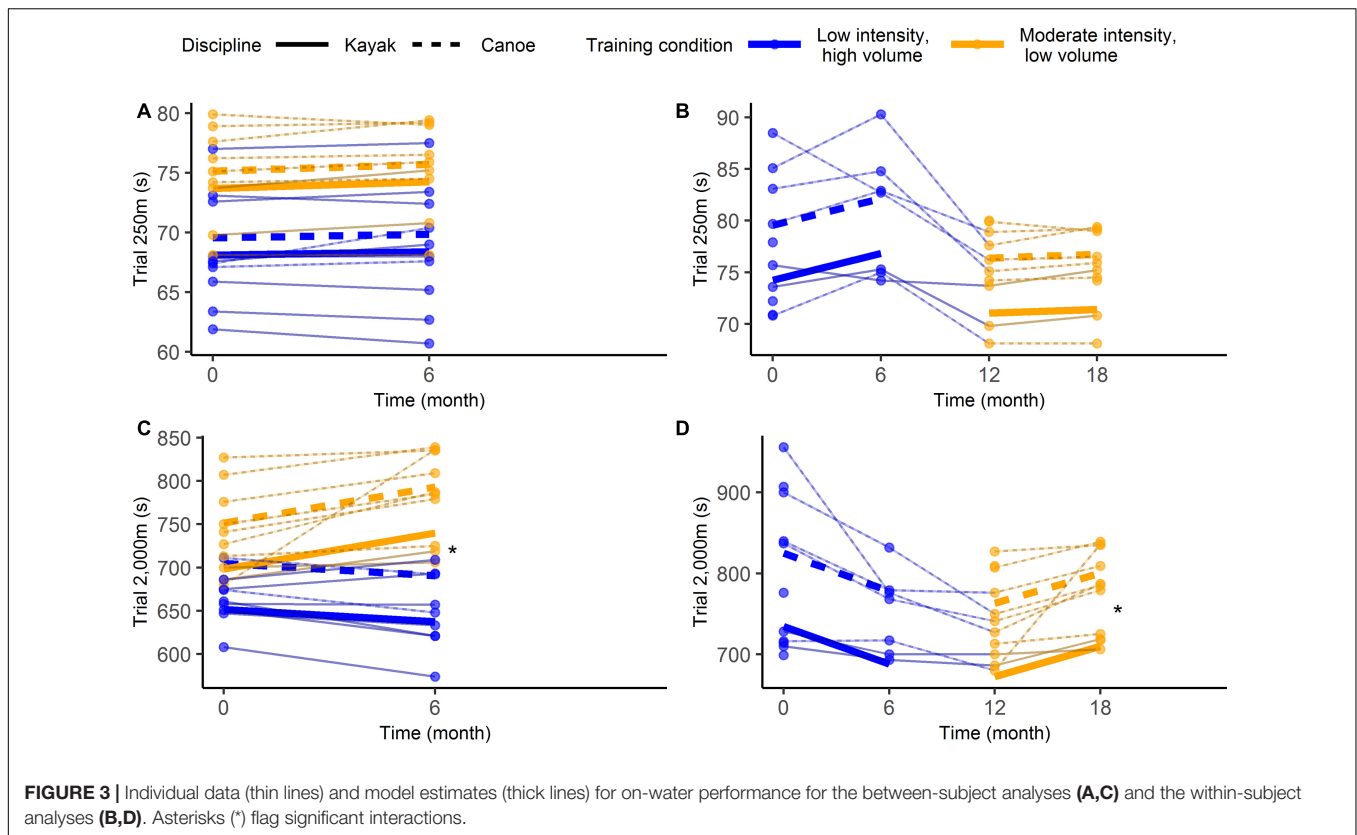 Discipline Kayak Canoe Training condition Low intensity, high volume Moderate intensity, low volume
A
Trial 250m (s)
80
75
70
65
60
0 6
Time (month)
B
Trial 250m (s)
90
85
80
75
70
0 6 12 18
Time (month)
C
Trial 2,000m (s)
850
800
750
700
650
600
*
0 6
Time (month)
D
Trial 2,000m (s)
900
800
700
*
0 6 12 18
Time (month)
FIGURE 3 | Individual data (thin lines) and model estimates (thick lines) for on-water performance for the between-subject analyses (A,C) and the within-subject
analyses (B,D). Asterisks (*) flag significant interactions.